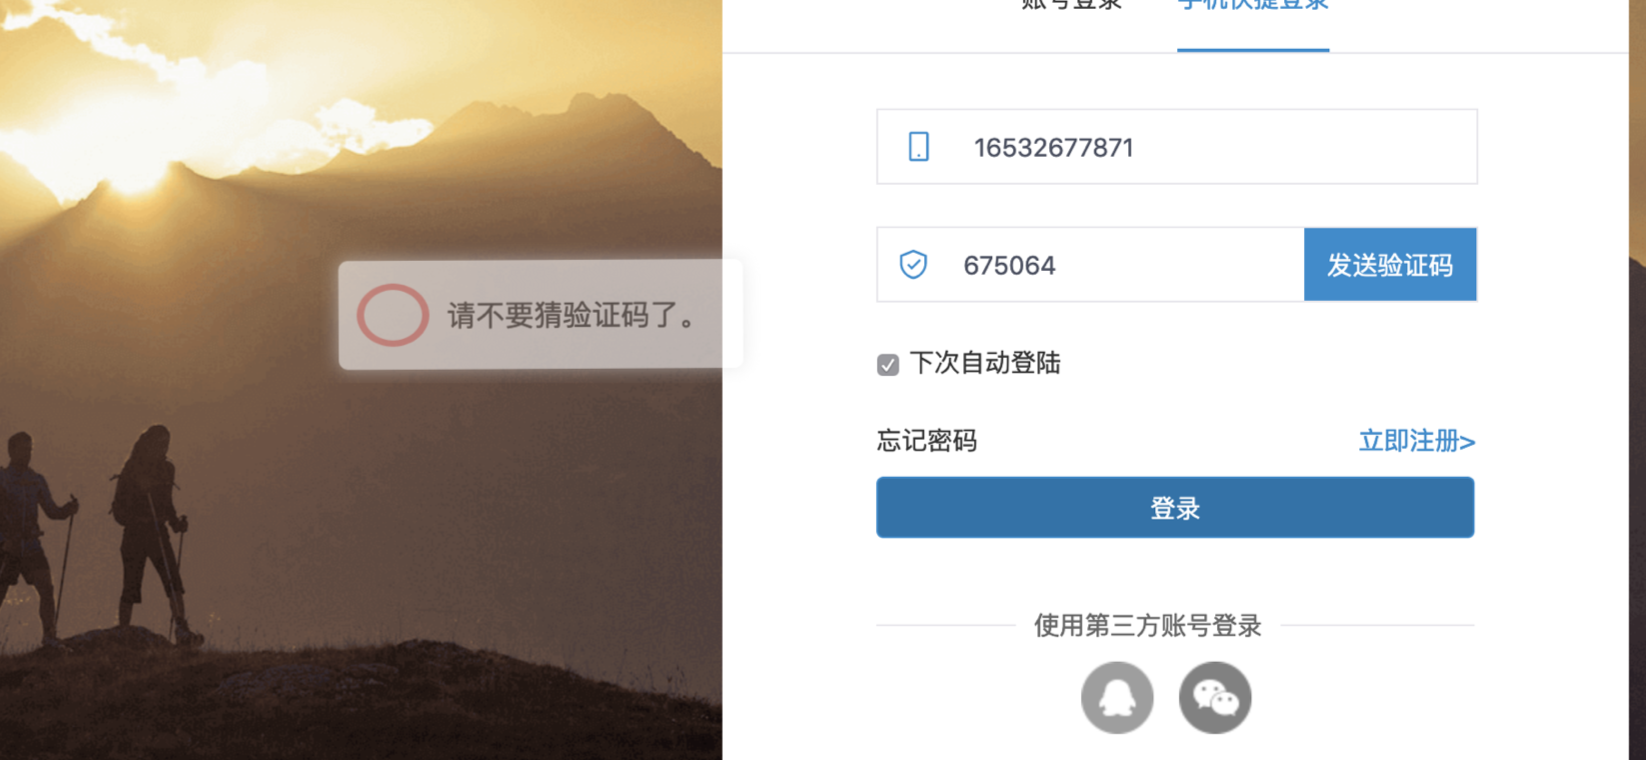 账号登录 手机快捷登录
16532677871
675064 发送验证码
请不要猜验证码了。
下次自动登陆
忘记密码 立即注册>
登录
使用第三方账号登录